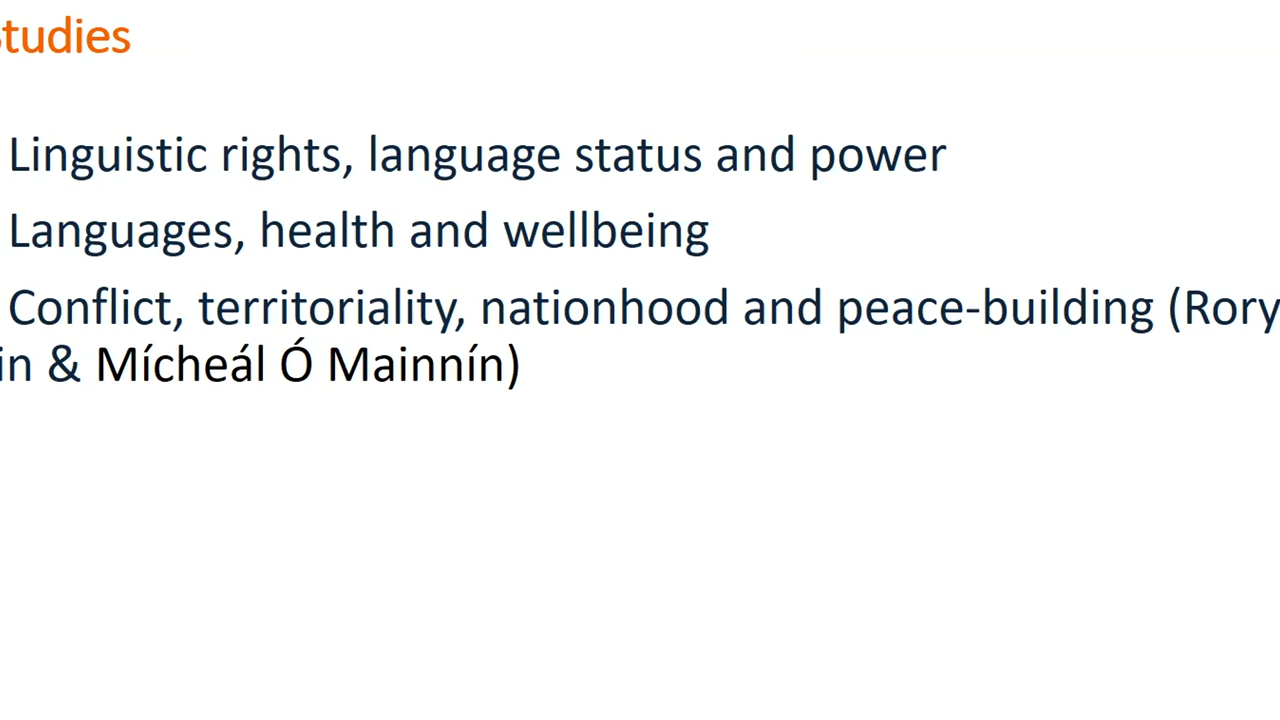 tudies
Linguistic rights, language status and power
Languages, health and wellbeing
Conflict, territoriality, nationhood and peace-building (Rory
in & Mícheál Ó Mainnín)